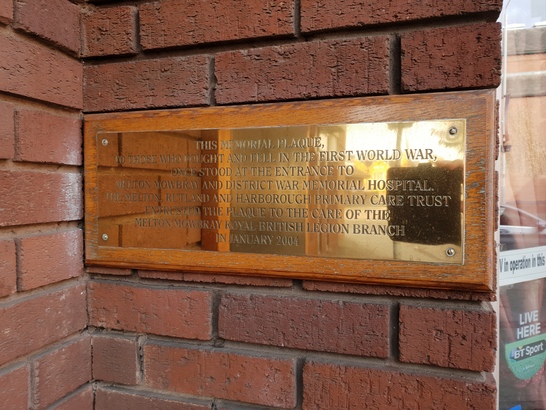 THIS MEMORIAL PLAQUE,
TO THOSE WHO FOUGHT AND FELL IN THE FIRST WORLD WAR,
ONCE STOOD AT THE ENTRANCE TO
MELTON MOWBRAY AND DISTRICT WAR MEMORIAL HOSPITAL.
THE MELTON, RUTLAND AND HARBOROUGH PRIMARY CARE TRUST
THE PLAQUE TO THE CARE OF THE
MELTON MOWBRAY ROYAL BRITISH LEGION BRANCH
IN JANUARY 2004
V in operation in this
LIVE
HERE
BT Sport